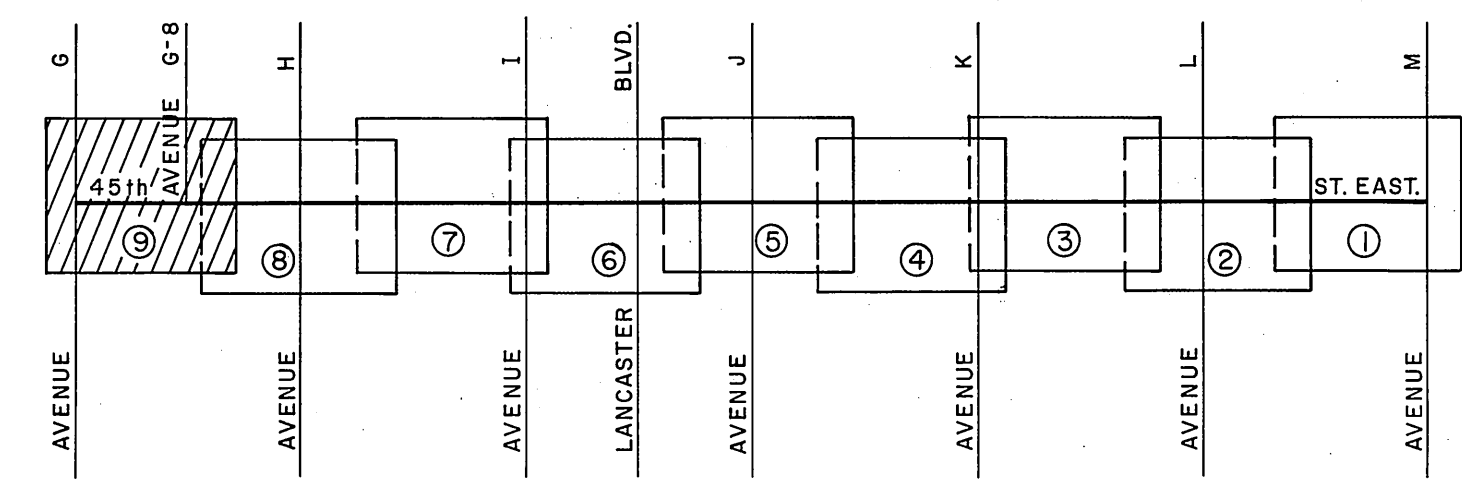 AVENUE G
AVENUE G-8
AVENUE H
AVENUE I
LANCASTER BLVD.
AVENUE J
AVENUE K
AVENUE L
AVENUE M
45th ST. EAST.
9
8
7
6
5
4
3
2
1